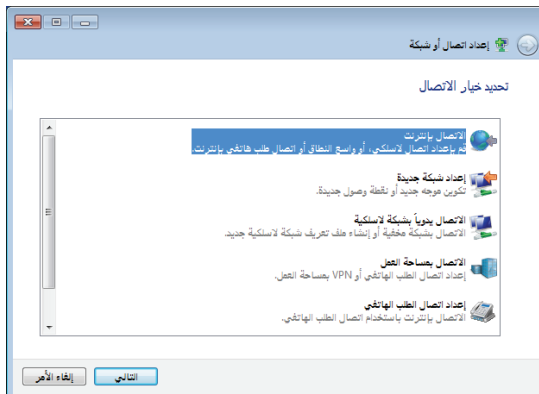 إعداد اتصال أو شبكة
تحديد خيار الاتصال
الاتصال بإنترنت
قم بإعداد اتصال لاسلكي، أو واسع النطاق أو اتصال طلب هاتفي بإنترنت.
إعداد شبكة جديدة
تكوين موجه جديد أو نقطة وصول جديدة.
الاتصال يدوياً بشبكة لاسلكية
الاتصال بشبكة مخفية أو إنشاء ملف تعريف شبكة لاسلكية جديد.
الاتصال بمساحة العمل
إعداد اتصال الطلب الهاتفي أو VPN بمساحة العمل.
إعداد اتصال الطلب الهاتفي
الاتصال بإنترنت باستخدام اتصال الطلب الهاتفي.
التالي
إلغاء الأمر